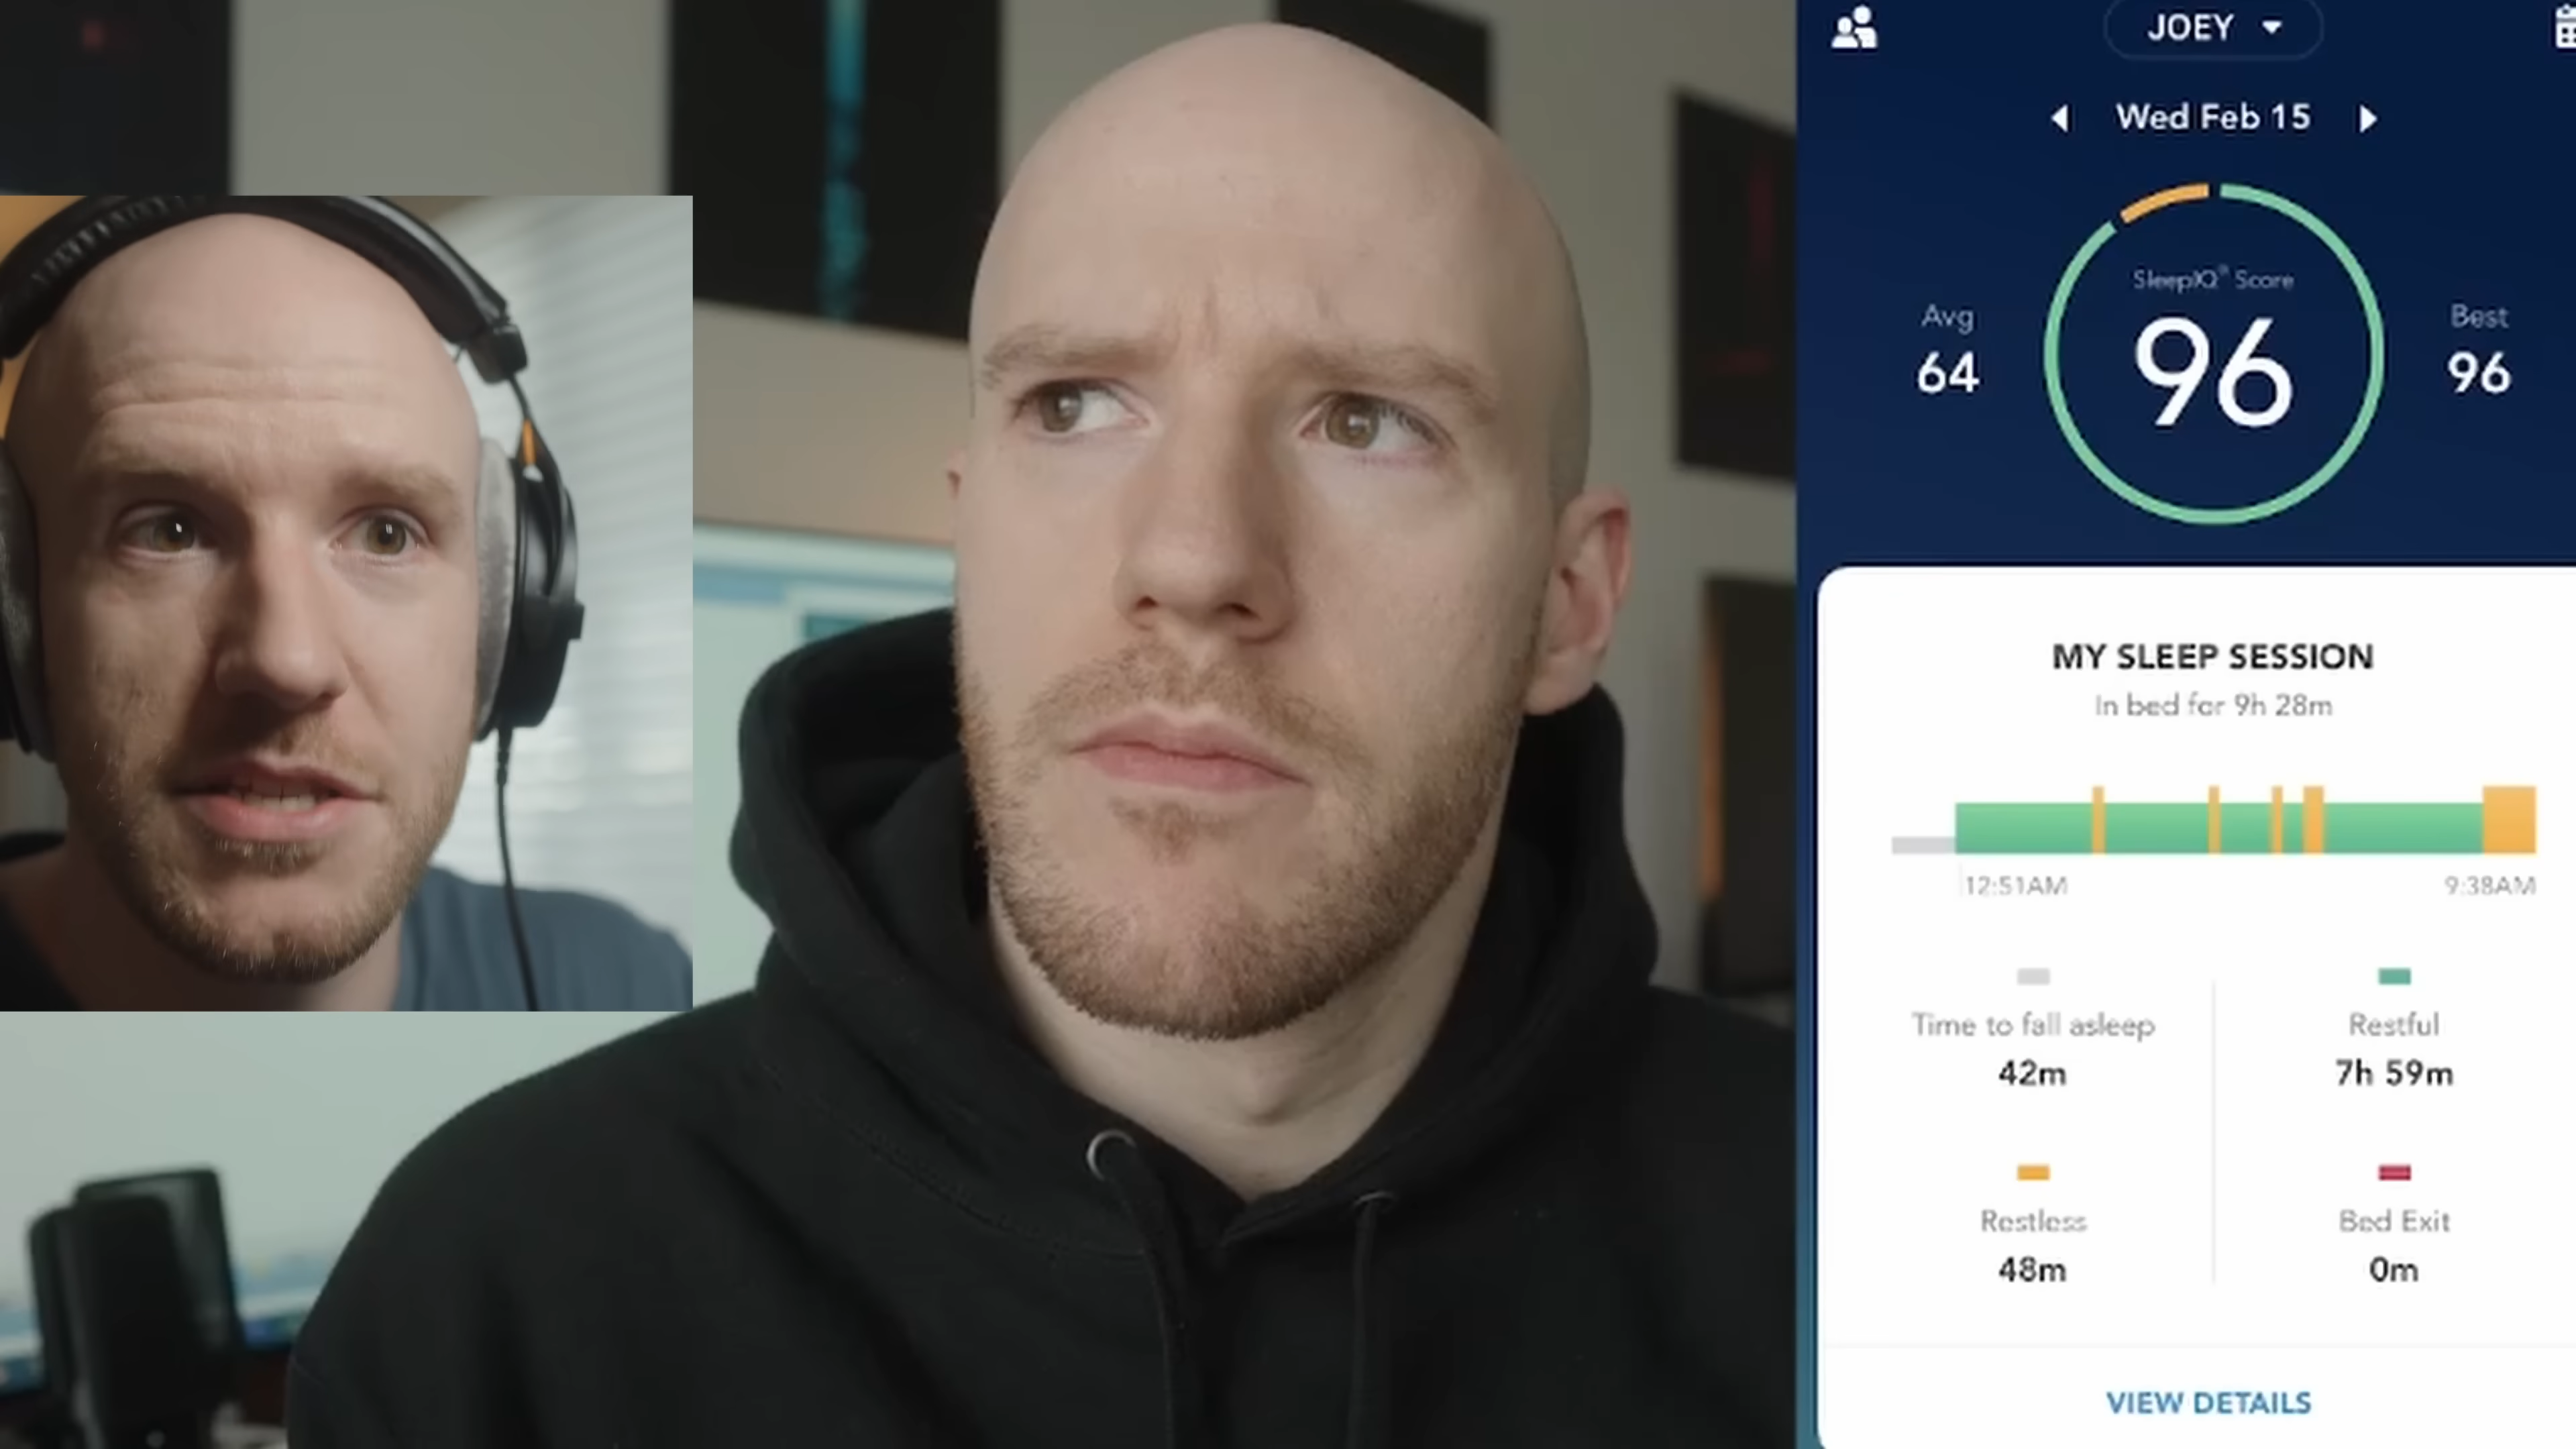 JOEY
Wed Feb 15
SleepIQ® Score
Avg
64
96
Best
96
MY SLEEP SESSION
In bed for 9h 28m
12:51AM
9:38AM
Time to fall asleep
42m
Restful
7h 59m
Restless
48m
Bed Exit
0m
VIEW DETAILS